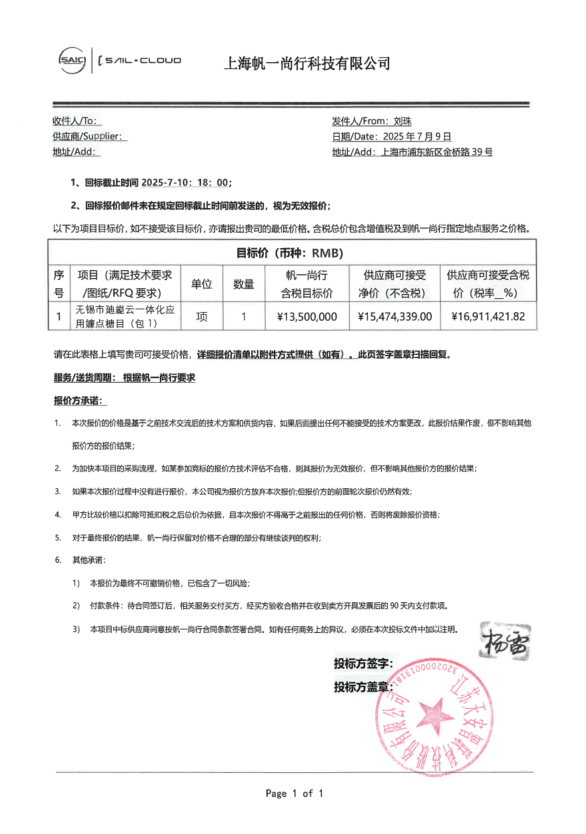 SAIC SAIL-CLOUD 上海帆一尚行科技有限公司
收件人/To:
发件人/From: 刘珠
供应商/Supplier:
日期/Date: 2025 年 7 月 9 日
地址/Add:
地址/Add: 上海市浦东新区金桥路 39 号
1、回标截止时间 2025-7-10: 18: 00;
2、回标报价邮件未在规定回标截止时间前发送的，视为无效报价；
以下为项目目标价，如不接受该目标价，亦请报出贵司的最低价格。含税总价包含增值税及到帆一尚行指定地点服务之价格。
目标价（币种: RMB）
序号 项目（满足技术要求/图纸/RFQ 要求） 单位 数量 帆一尚行含税目标价 供应商可接受净价（不含税） 供应商可接受含税价（税率__%）
1 无锡市 云一体化应用 点 目（包 1） 项 1 ¥13,500,000 ¥15,474,339.00 ¥16,911,421.82
请在此表格上填写贵司可接受价格，详细报价清单以附件方式提供（如有）。此页签字盖章扫描回复。
服务/送货周期: 根据帆一尚行要求
报价方承诺:
1. 本次报价的价格是基于之前技术交流后的技术方案和供货内容，如果后面提出任何不能接受的技术方案更改，此报价结果作废，但不影响其他
报价方的报价结果;
2. 为加快本项目的采购流程，如某参加竞标的报价方技术评估不合格，则其报价为无效报价，但不影响其他报价方的报价结果;
3. 如果本次报价过程中没有进行报价，本公司视为报价方放弃本次报价;但报价方的前面轮次报价仍然有效;
4. 甲方比较价格以扣除可抵扣税之后总价为依据，且本次报价不得高于之前报出的任何价格，否则将废除报价资格;
5. 对于最终报价的结果，帆一尚行保留对价格不合理的部分有继续谈判的权利;
6. 其他承诺:
1) 本报价为最终不可撤销价格，已包含了一切风险;
2) 付款条件: 待合同签订后，相关服务交付买方，经买方验收合格并在收到卖方开具发票后的 90 天内支付款项。
3) 本项目中标供应商同意按帆一尚行合同条款签署合同。如有任何商务上的异议，必须在本次投标文件中加以注明。
杨雷
投标方签字:
投标方盖章:
江苏天安智联科技股份有限公司
Page 1 of 1